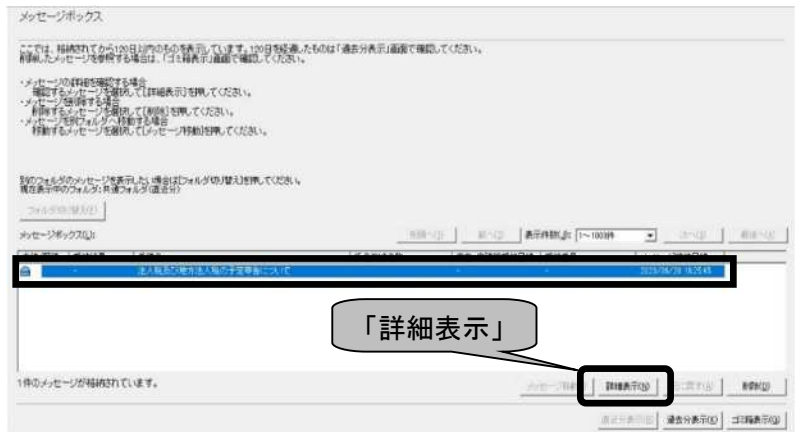 メッセージボックス
ここでは、格納されてから120日以内のものを表示しています。120日を経過したものは「過去分表示」画面で確認してください。
削除したメッセージを参照する場合は、「ゴミ箱表示」画面で確認してください。
・メッセージの詳細を確認する場合
確認するメッセージを選択して[詳細表示]を押してください。
・メッセージを削除する場合
削除するメッセージを選択して[削除]を押してください。
・メッセージを別フォルダへ移動する場合
移動するメッセージを選択して[メッセージ移動]を押してください。
別のフォルダのメッセージを表示したい場合は[フォルダ切り替え]を押してください。
現在表示中のフォルダ：共通フォルダ(直近分)
フォルダ切り替え(E)
メッセージボックス(L):
前へ(J) 表示件数(J): 1～100件 次へ(J)
法人税及び地方法人税の予定申告について
「詳細表示」
1件のメッセージが格納されています。
詳細表示(N) 削除(D)
過去分表示(K) ゴミ箱表示(Q)